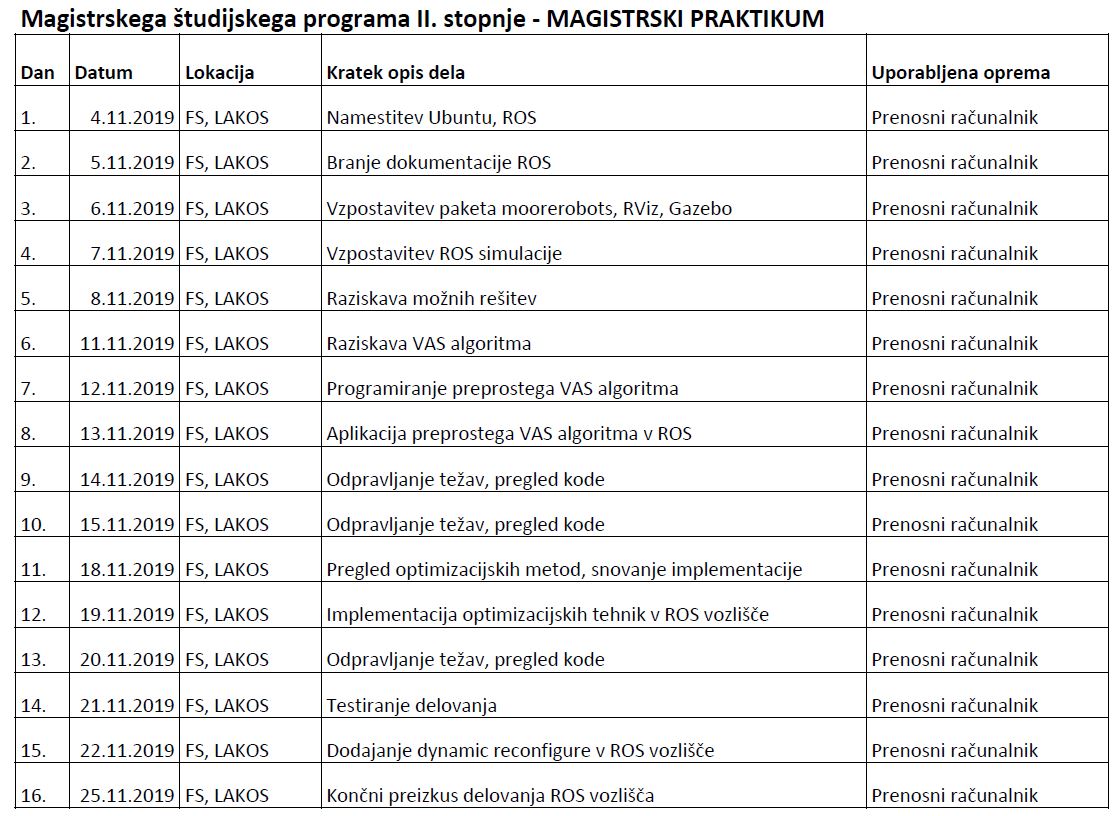 Magistrskega študijskega programa II. stopnje - MAGISTRSKI PRAKTIKUM
Dan Datum Lokacija Kratek opis dela Uporabljena oprema
1. 4.11.2019 FS, LAKOS Namestitev Ubuntu, ROS Prenosni računalnik
2. 5.11.2019 FS, LAKOS Branje dokumentacije ROS Prenosni računalnik
3. 6.11.2019 FS, LAKOS Vzpostavitev paketa moorerobots, RViz, Gazebo Prenosni računalnik
4. 7.11.2019 FS, LAKOS Vzpostavitev ROS simulacije Prenosni računalnik
5. 8.11.2019 FS, LAKOS Raziskava možnih rešitev Prenosni računalnik
6. 11.11.2019 FS, LAKOS Raziskava VAS algoritma Prenosni računalnik
7. 12.11.2019 FS, LAKOS Programiranje preprostega VAS algoritma Prenosni računalnik
8. 13.11.2019 FS, LAKOS Aplikacija preprostega VAS algoritma v ROS Prenosni računalnik
9. 14.11.2019 FS, LAKOS Odpravljanje težav, pregled kode Prenosni računalnik
10. 15.11.2019 FS, LAKOS Odpravljanje težav, pregled kode Prenosni računalnik
11. 18.11.2019 FS, LAKOS Pregled optimizacijskih metod, snovanje implementacije Prenosni računalnik
12. 19.11.2019 FS, LAKOS Implementacija optimizacijskih tehnik v ROS vozlišče Prenosni računalnik
13. 20.11.2019 FS, LAKOS Odpravljanje težav, pregled kode Prenosni računalnik
14. 21.11.2019 FS, LAKOS Testiranje delovanja Prenosni računalnik
15. 22.11.2019 FS, LAKOS Dodajanje dynamic reconfigure v ROS vozlišče Prenosni računalnik
16. 25.11.2019 FS, LAKOS Končni preizkus delovanja ROS vozlišča Prenosni računalnik